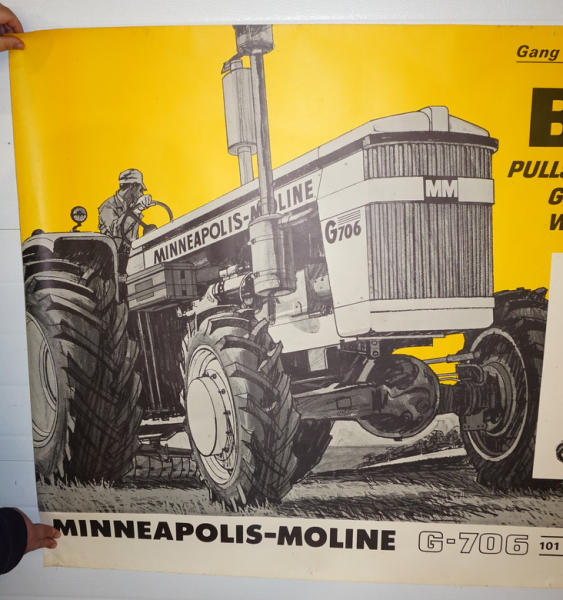 Gang
B
PULLS
G
W
MINNEAPOLIS-MOLINE
G706
MM
MINNEAPOLIS-MOLINE G-706 101